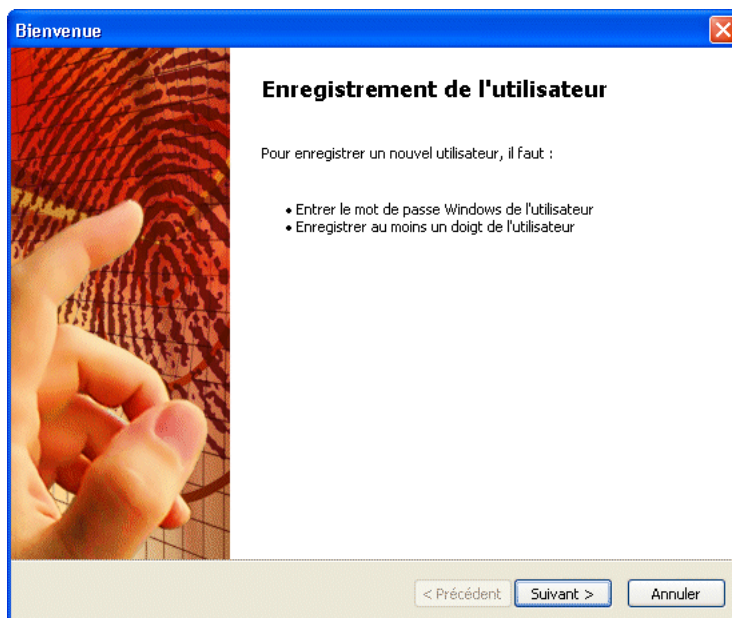 Bienvenue
Enregistrement de l'utilisateur
Pour enregistrer un nouvel utilisateur, il faut :
• Entrer le mot de passe Windows de l'utilisateur
• Enregistrer au moins un doigt de l'utilisateur
< Précédent Suivant > Annuler